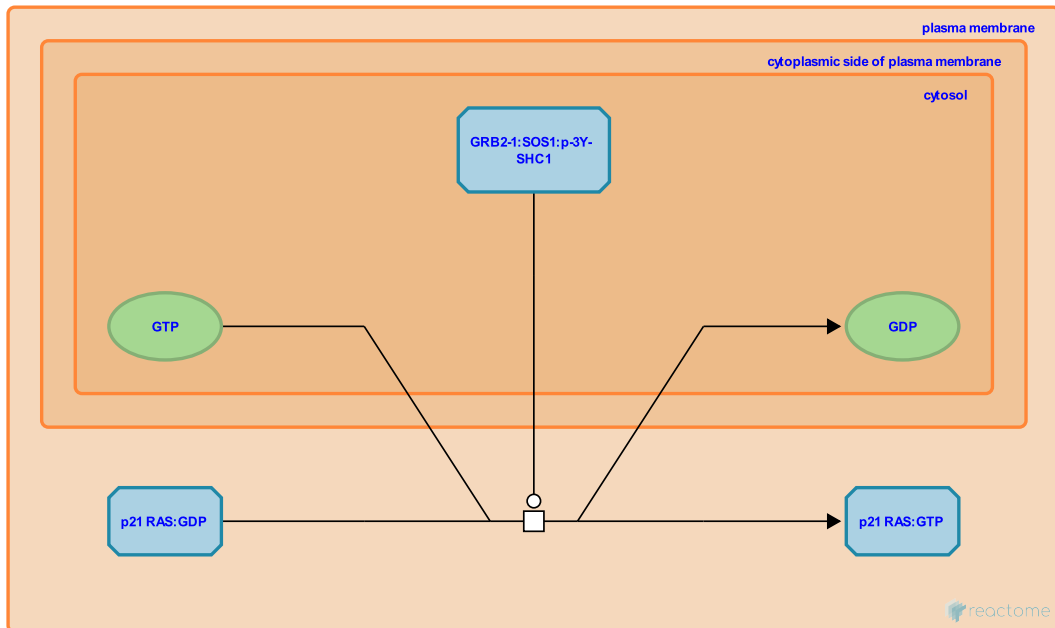 plasma membrane
cytoplasmic side of plasma membrane
cytosol
GRB2-1:SOS1:p-3Y-
SHC1
GTP
GDP
p21 RAS:GDP
p21 RAS:GTP
reactome